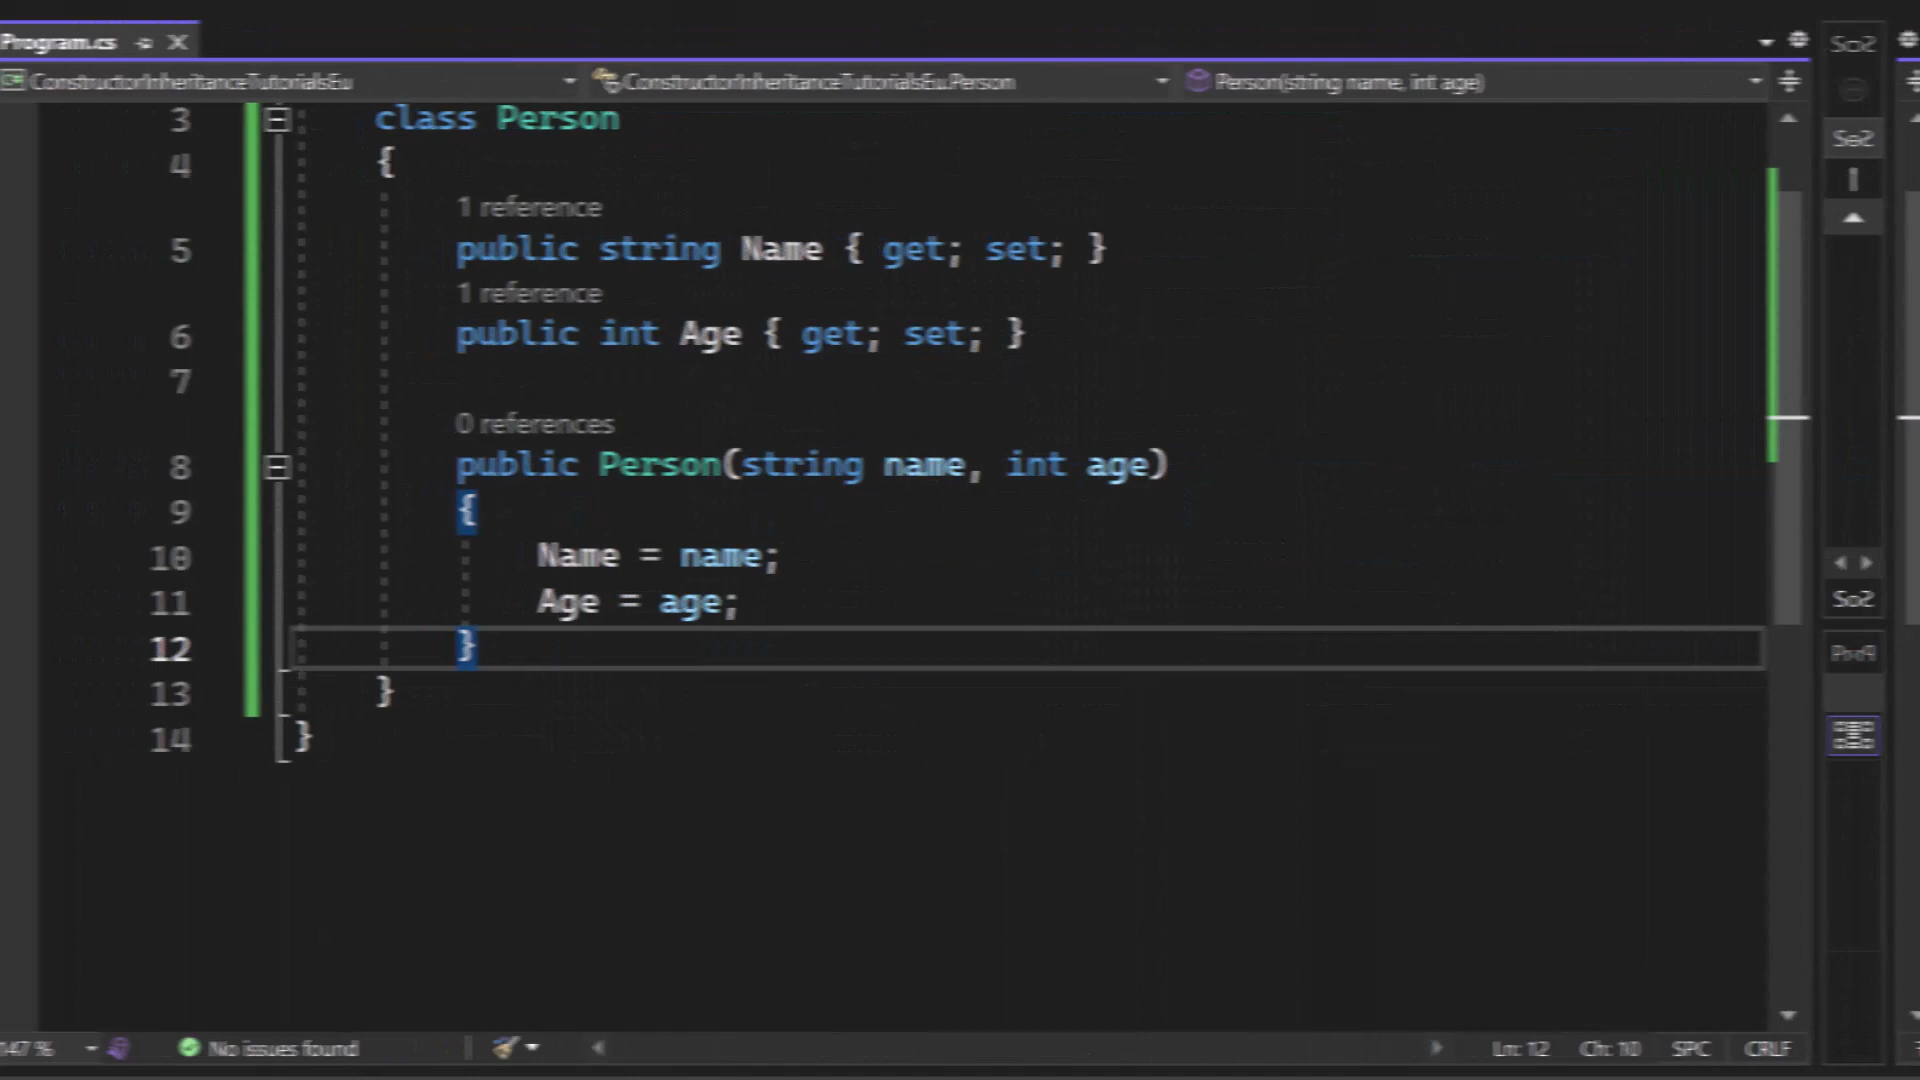 Program.cs
ConstructorInheritanceTutorialsEu
ConstructorInheritanceTutorialsEu.Person
Person(string name, int age)
3 class Person
4 {
1 reference
5 public string Name { get; set; }
1 reference
6 public int Age { get; set; }
7
0 references
8 public Person(string name, int age)
9 {
10 Name = name;
11 Age = age;
12 }
13 }
14 }
147 %
No issues found
Ln: 12 Ch: 10 SPC CRLF